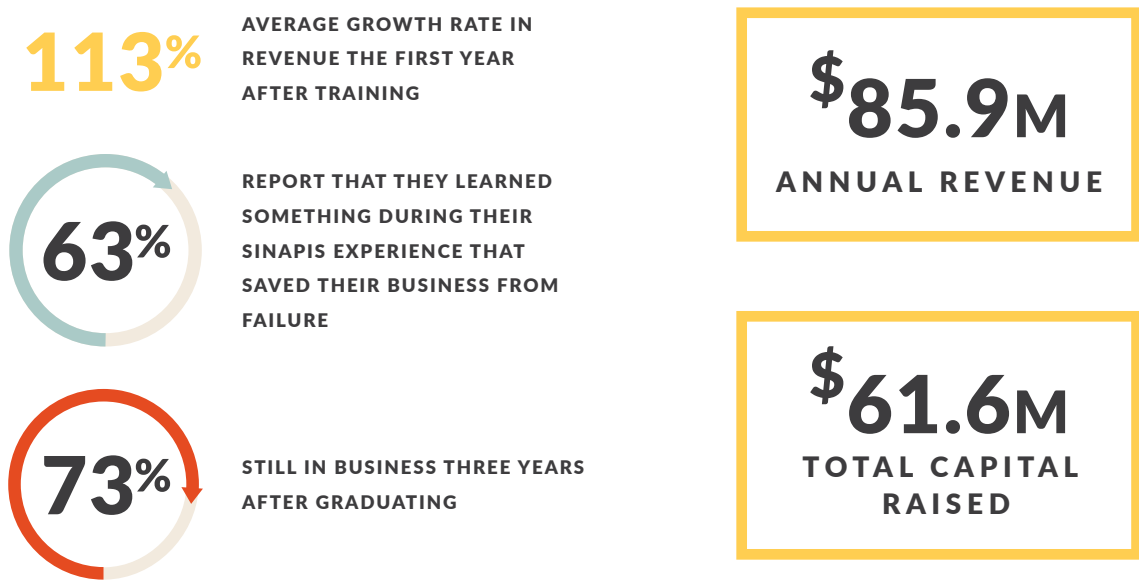 113%
AVERAGE GROWTH RATE IN
REVENUE THE FIRST YEAR
AFTER TRAINING
63%
REPORT THAT THEY LEARNED
SOMETHING DURING THEIR
SINAPIS EXPERIENCE THAT
SAVED THEIR BUSINESS FROM
FAILURE
73%
STILL IN BUSINESS THREE YEARS
AFTER GRADUATING
$85.9M
ANNUAL REVENUE
$61.6M
TOTAL CAPITAL
RAISED